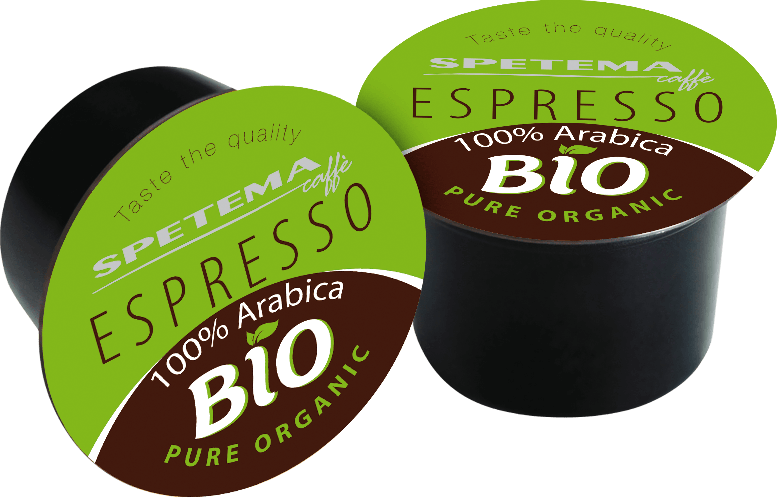 Taste the quality
SPETEMA
caffè
ESPRESSO
100% Arabica
BIO
PURE ORGANIC
Taste the quality
SPETEMA
caffè
ESPRESSO
100% Arabica
BIO
PURE ORGANIC